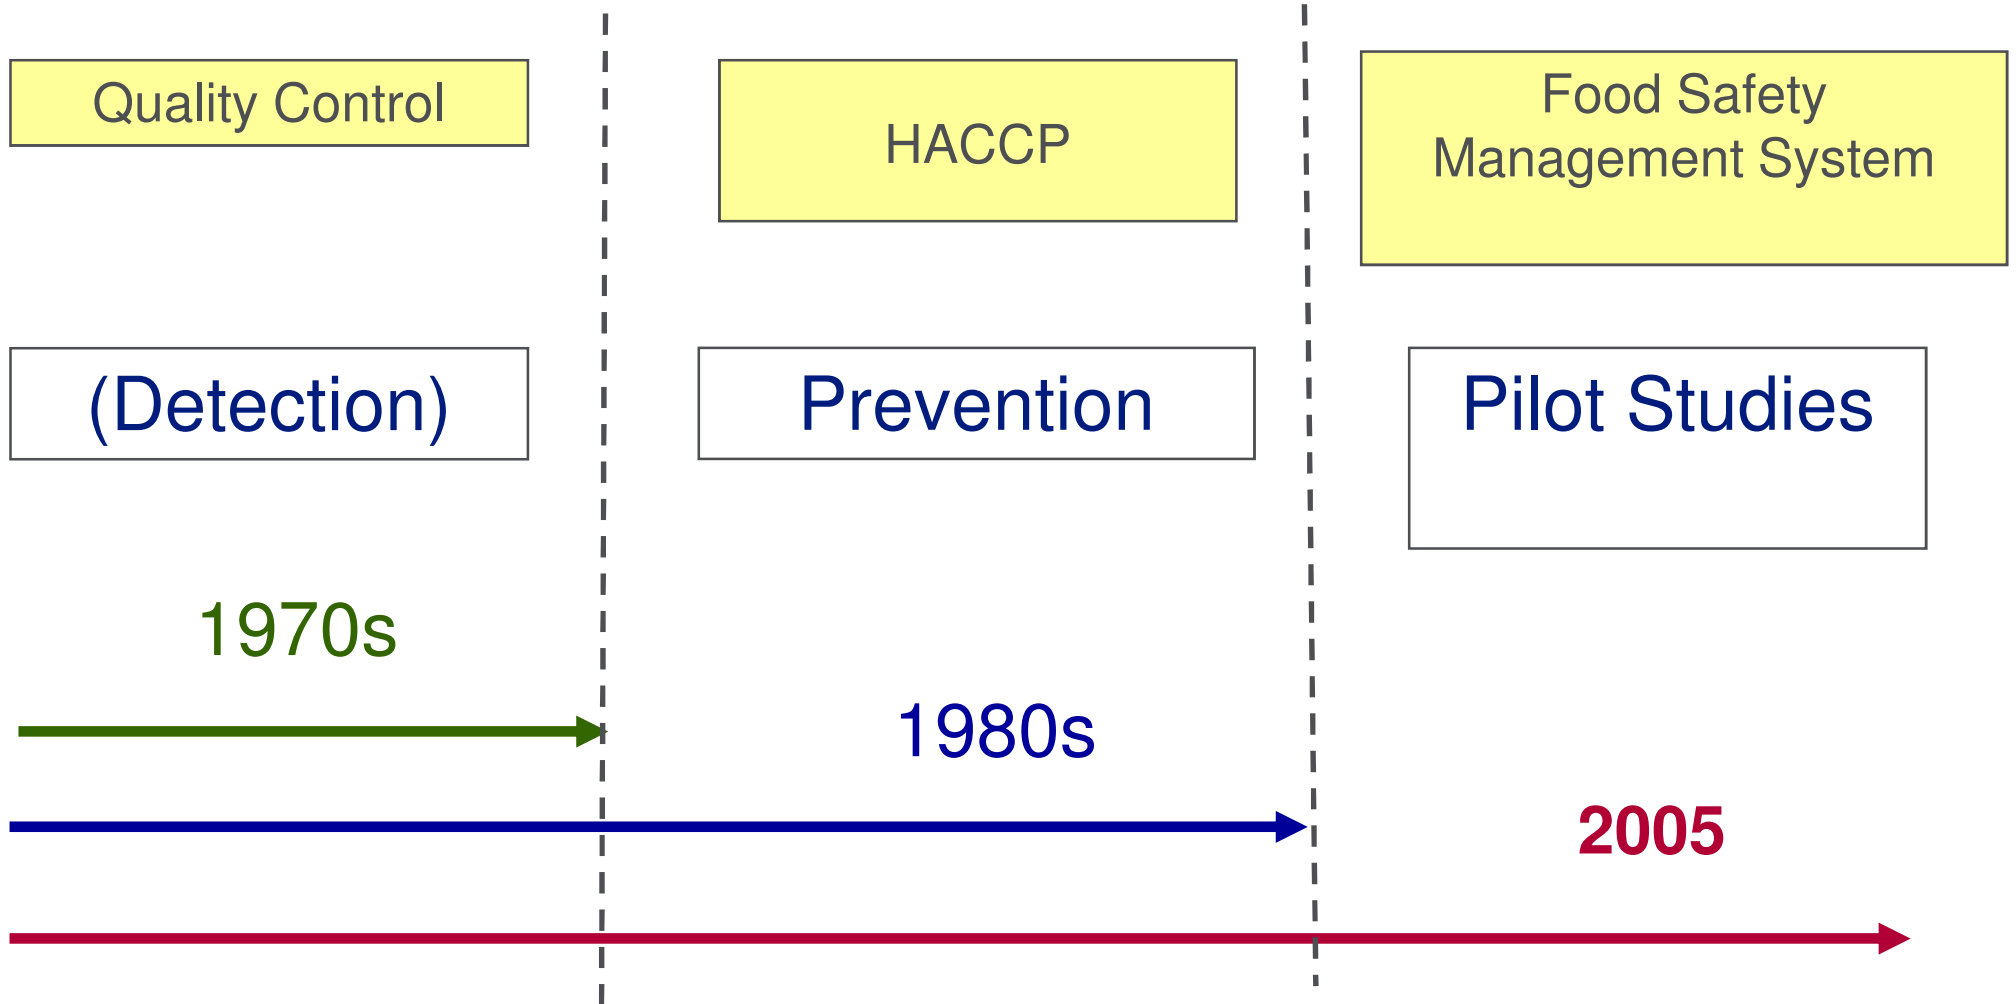 Quality Control
HACCP
Food Safety
Management System
(Detection)
Prevention
Pilot Studies
1970s
1980s
2005